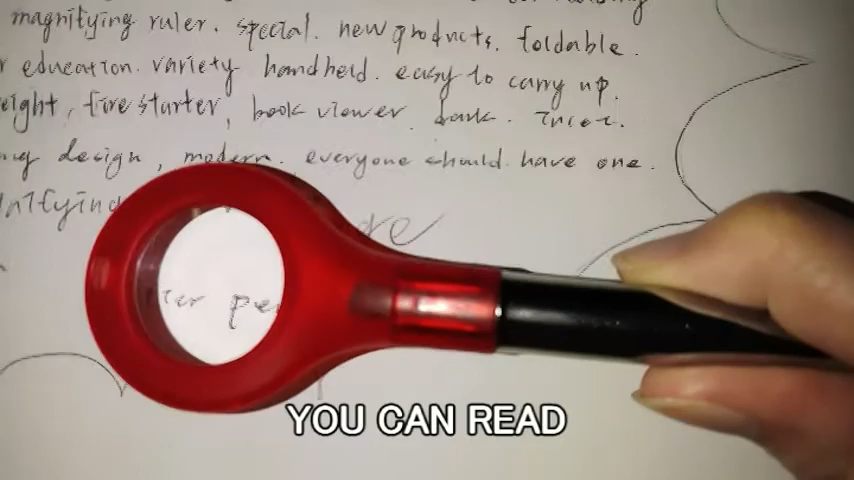 magnifying ruler. special. new products. foldable.
education. variety handheld. easy to carry up.
eight, fire starter, book viewer.
design, modern. everyone should have one.
YOU CAN READ